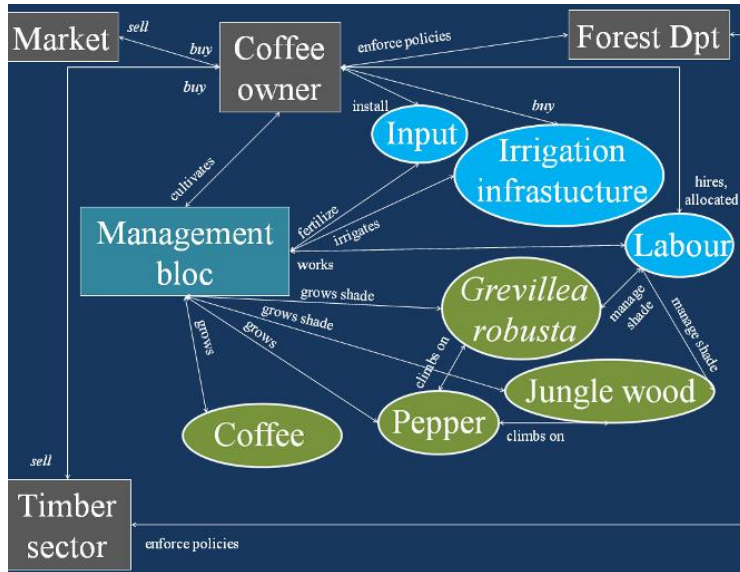 sell
Market
buy
buy
Coffee
owner
enforce policies
Forest Dpt
install
buy
Input
Irrigation
infrastucture
hires,
allocated
cultivates
fertilize
irrigates
Management
bloc
works
Labour
grows shade
grows shade
grows
grows
Grevillea
robusta
manage
shade
manage shade
climbs on
Jungle wood
Coffee
Pepper
climbs on
sell
Timber
sector
enforce policies